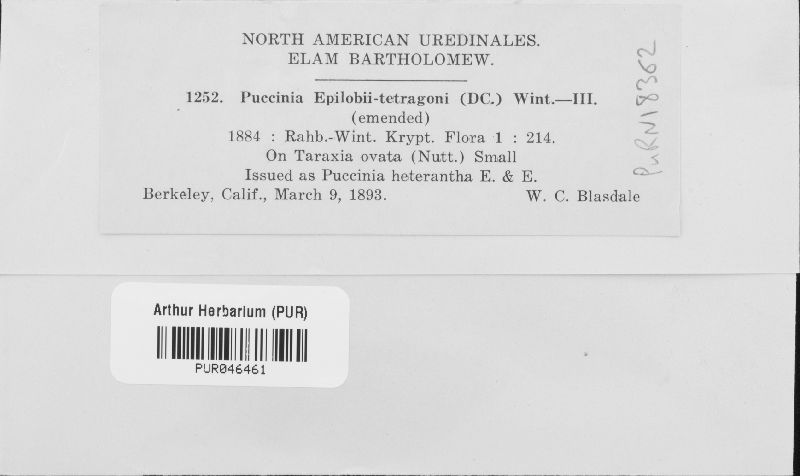 NORTH AMERICAN UREDINALES.
ELAM BARTHOLOMEW.
1252. Puccinia Epilobii-tetragoni (DC.) Wint.—III.
(emended)
1884 : Rahb.-Wint. Krypt. Flora 1 : 214.
On Taraxia ovata (Nutt.) Small
Issued as Puccinia heterantha E. & E.
Berkeley, Calif., March 9, 1893. W. C. Blasdale
PURN18362
Arthur Herbarium (PUR)
PUR046461